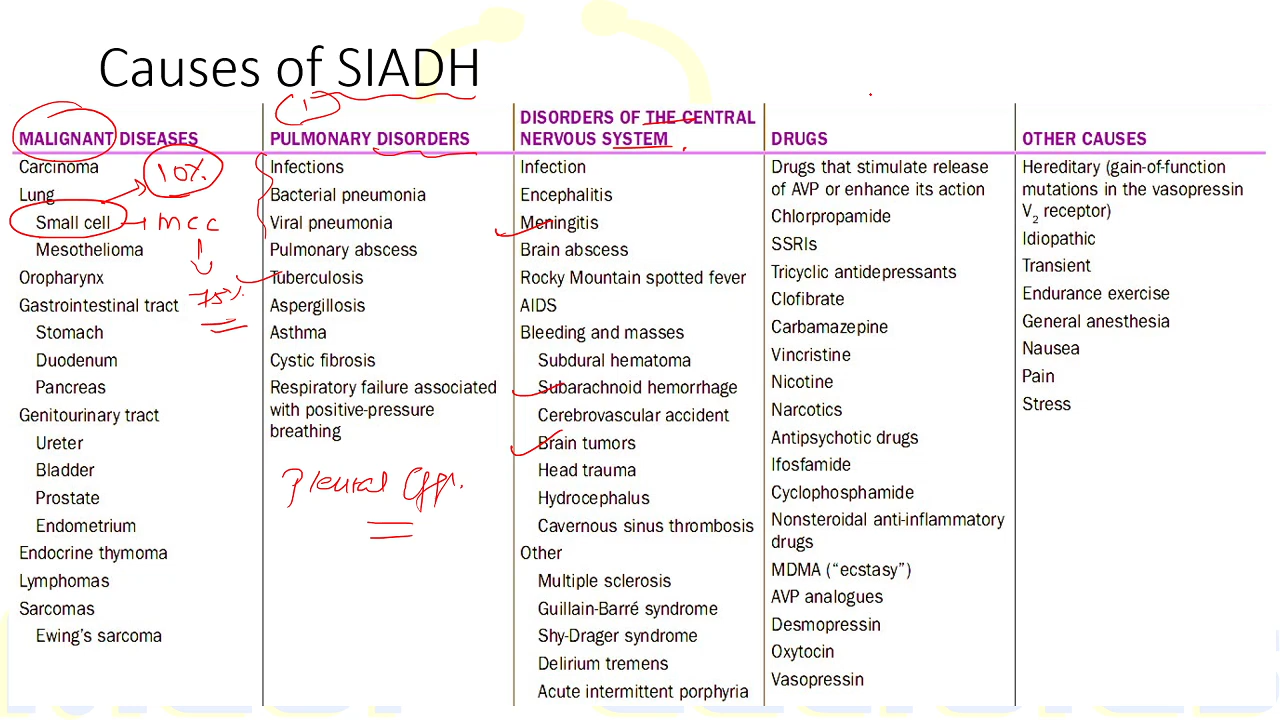 Causes of SIADH
MALIGNANT DISEASES
Carcinoma
Lung
Small cell
Mesothelioma
Oropharynx
Gastrointestinal tract
Stomach
Duodenum
Pancreas
Genitourinary tract
Ureter
Bladder
Prostate
Endometrium
Endocrine thymoma
Lymphomas
Sarcomas
Ewing's sarcoma
10%
MCC
75%
1
PULMONARY DISORDERS
Infections
Bacterial pneumonia
Viral pneumonia
Pulmonary abscess
Tuberculosis
Aspergillosis
Asthma
Cystic fibrosis
Respiratory failure associated
with positive-pressure
breathing
Pleural
DISORDERS OF THE CENTRAL
NERVOUS SYSTEM
Infection
Encephalitis
Meningitis
Brain abscess
Rocky Mountain spotted fever
AIDS
Bleeding and masses
Subdural hematoma
Subarachnoid hemorrhage
Cerebrovascular accident
Brain tumors
Head trauma
Hydrocephalus
Cavernous sinus thrombosis
Other
Multiple sclerosis
Guillain-Barré syndrome
Shy-Drager syndrome
Delirium tremens
Acute intermittent porphyria
DRUGS
Drugs that stimulate release
of AVP or enhance its action
Chlorpropamide
SSRIs
Tricyclic antidepressants
Clofibrate
Carbamazepine
Vincristine
Nicotine
Narcotics
Antipsychotic drugs
Ifosfamide
Cyclophosphamide
Nonsteroidal anti-inflammatory
drugs
MDMA ("ecstasy")
AVP analogues
Desmopressin
Oxytocin
Vasopressin
OTHER CAUSES
Hereditary (gain-of-function
mutations in the vasopressin
V2 receptor)
Idiopathic
Transient
Endurance exercise
General anesthesia
Nausea
Pain
Stress